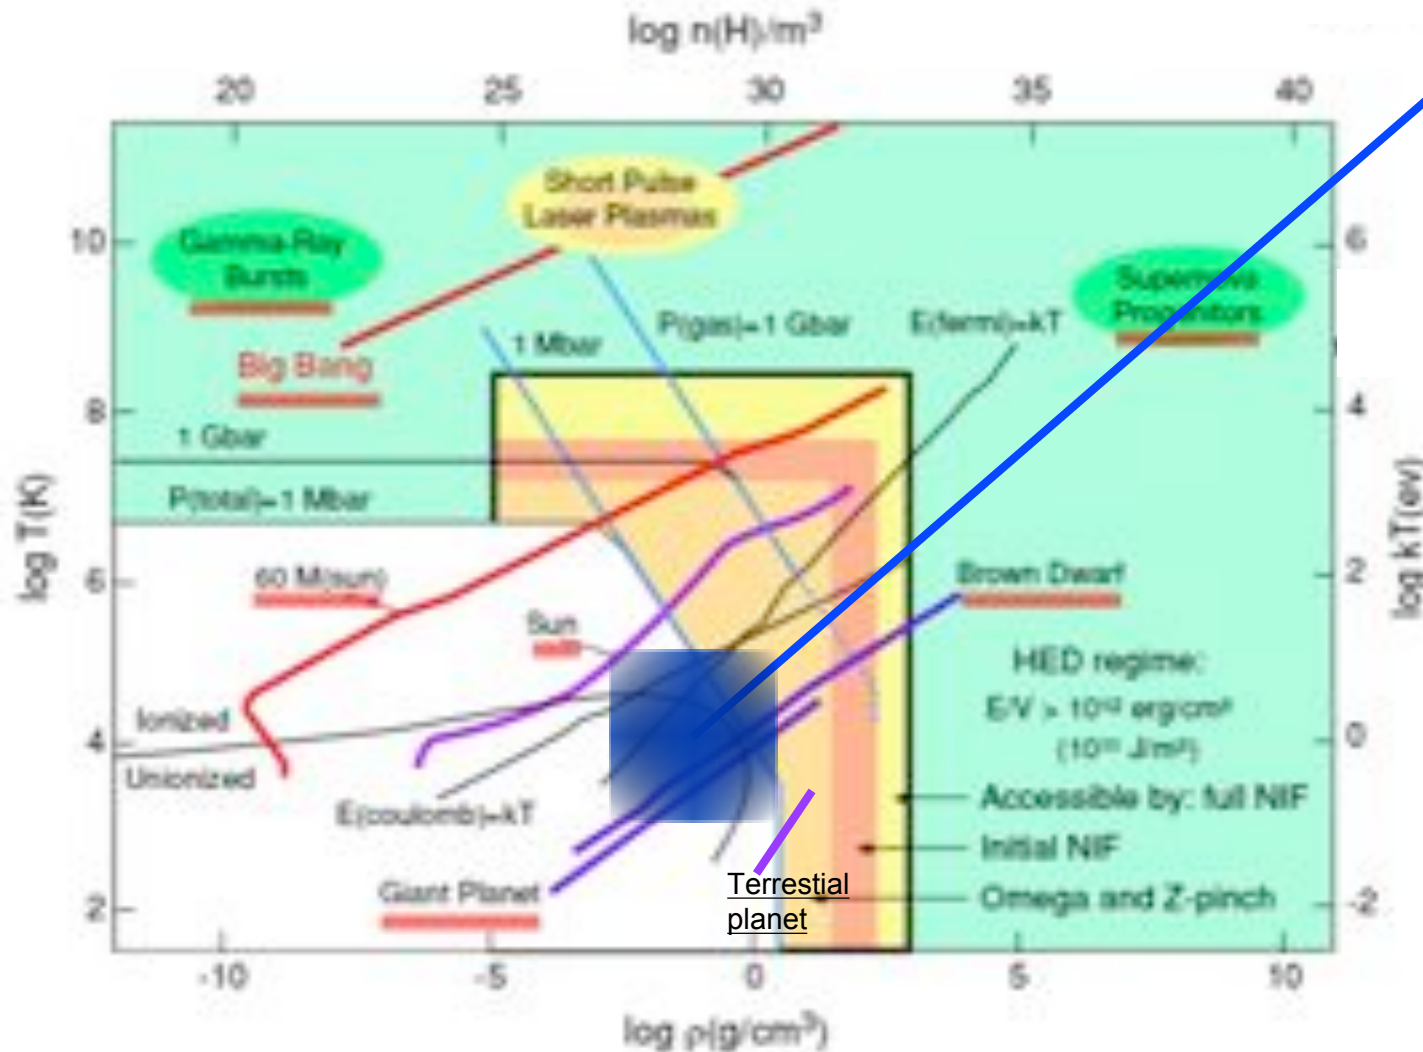 log n(H)/m³
20 25 30 35 40
Short Pulse
Laser Plasmas
Gamma-Ray
Bursts
Supernova
Progenitors
10
6
P(gas)=1 Gbar
E(fermi)=kT
1 Mbar
Big Bang
8
4
1 Gbar
P(total)=1 Mbar
log T(K)
log kT(ev)
60 M(sun)
6
2
Brown Dwarf
Sun
HED regime:
Ionized
4
0
Unionized
E(coulomb)=kT
Accessible by: full NIF
Initial NIF
Giant Planet
Terrestial
planet
Omega and Z-pinch
2
-2
-10 -5 0 5 10
log ρ(g/cm³)